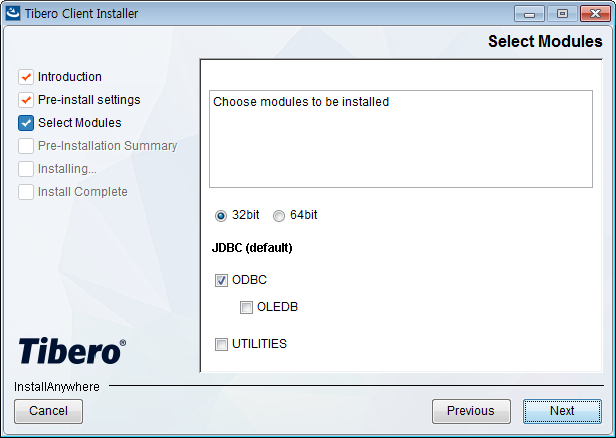 Tibero Client Installer
Select Modules
Introduction
Pre-install settings
Select Modules
Pre-Installation Summary
Installing...
Install Complete
Choose modules to be installed
32bit 64bit
JDBC (default)
ODBC
OLEDB
UTILITIES
Tibero®
InstallAnywhere
Cancel Previous Next